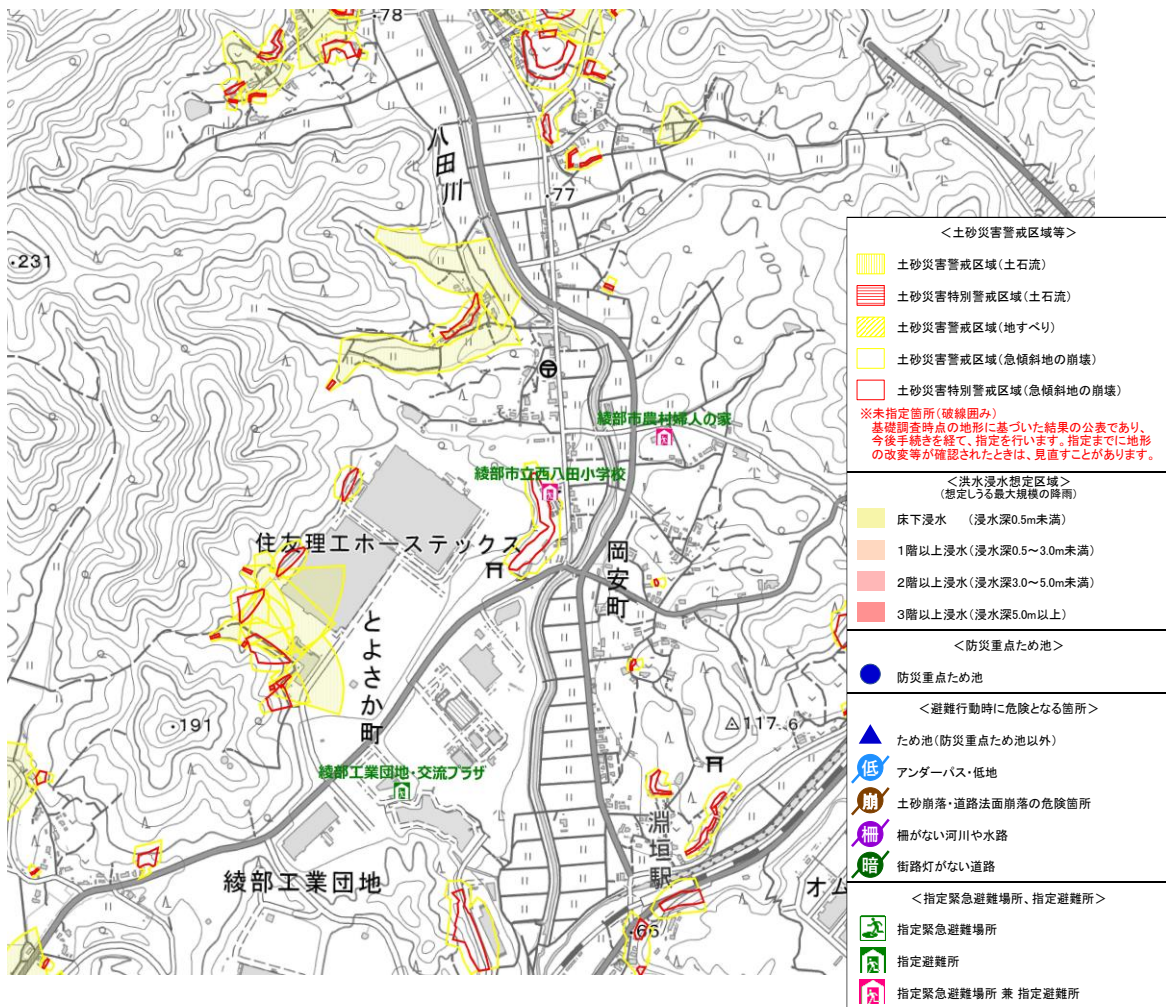 ・78
八田川
・77
・231
100
綾部市農村婦人の家
綾部市立西八田小学校
住友理工ホーステックス
岡安町
とよさか町
・191
117.6
綾部工業団地・交流プラザ
淵垣駅
綾部工業団地
オム
・65
＜土砂災害警戒区域等＞
土砂災害警戒区域(土石流)
土砂災害特別警戒区域(土石流)
土砂災害警戒区域(地すべり)
土砂災害警戒区域(急傾斜地の崩壊)
土砂災害特別警戒区域(急傾斜地の崩壊)
※未指定箇所(破線囲み)
基礎調査時点の地形に基づいた結果の公表であり、
今後手続きを経て、指定を行います。指定までに地形
の改変等が確認されたときは、見直すことがあります。
＜洪水浸水想定区域＞
(想定しうる最大規模の降雨)
床下浸水　(浸水深0.5m未満)
1階以上浸水(浸水深0.5～3.0m未満)
2階以上浸水(浸水深3.0～5.0m未満)
3階以上浸水(浸水深5.0m以上)
＜防災重点ため池＞
防災重点ため池
＜避難行動時に危険となる箇所＞
ため池(防災重点ため池以外)
低 アンダーパス・低地
崩 土砂崩落・道路法面崩落の危険箇所
柵 柵がない河川や水路
暗 街路灯がない道路
＜指定緊急避難場所、指定避難所＞
指定緊急避難場所
指定避難所
指定緊急避難場所 兼 指定避難所